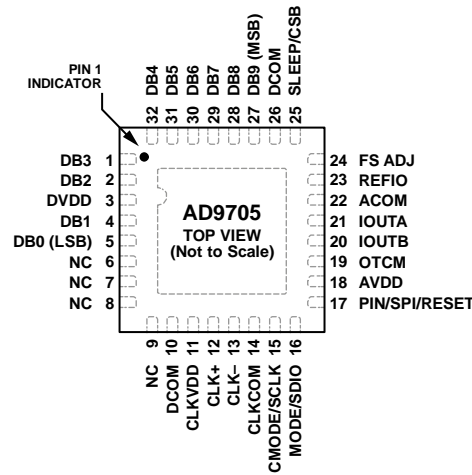 PIN 1
INDICATOR
32 DB4
31 DB5
30 DB6
29 DB7
28 DB8
27 DB9 (MSB)
26 DCOM
25 SLEEP/CSB
DB3 1
DB2 2
DVDD 3
DB1 4
DB0 (LSB) 5
NC 6
NC 7
NC 8
AD9705
TOP VIEW
(Not to Scale)
24 FS ADJ
23 REFIO
22 ACOM
21 IOUTA
20 IOUTB
19 OTCM
18 AVDD
17 PIN/SPI/RESET
NC 9
DCOM 10
CLKVDD 11
CLK+ 12
CLK– 13
CLKCOM 14
CMODE/SCLK 15
MODE/SDIO 16